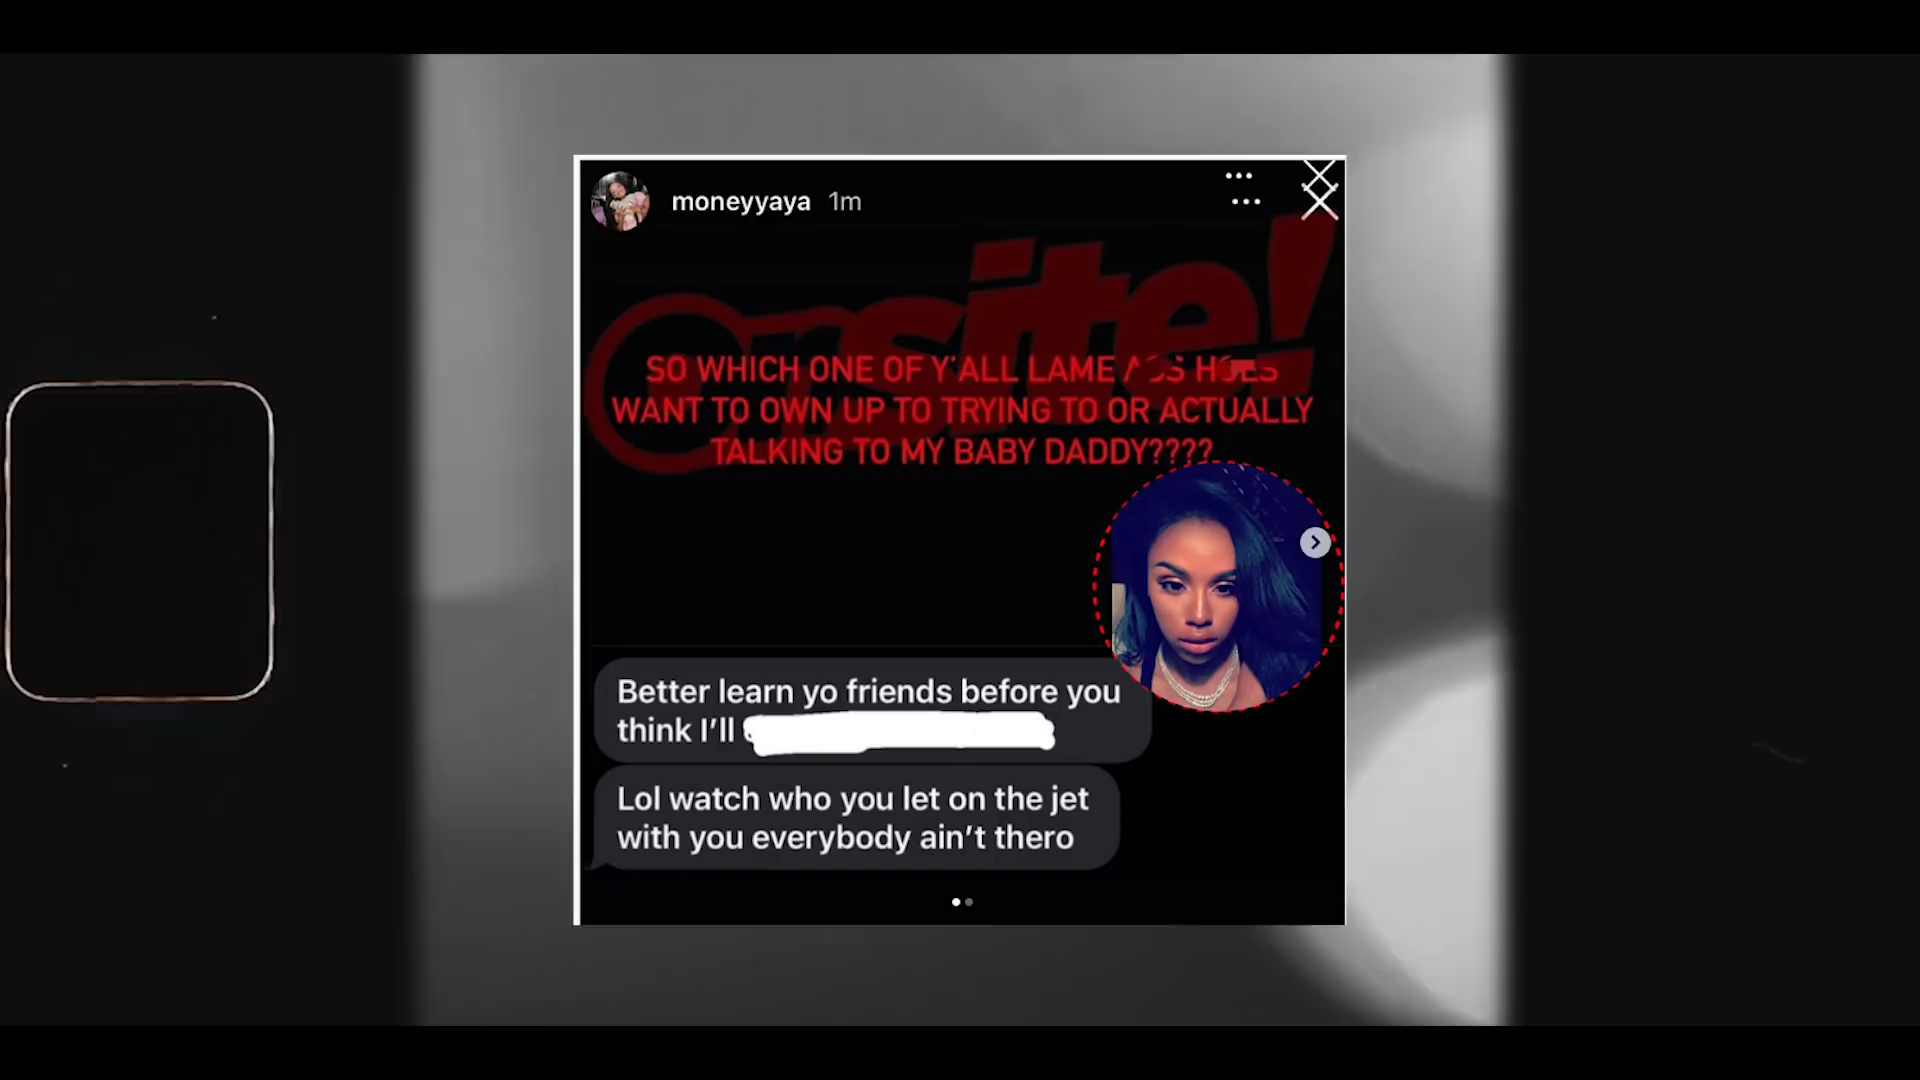 moneyyaya 1m
Onsite!
SO WHICH ONE OF Y'ALL LAME ASS HOES
WANT TO OWN UP TO TRYING TO OR ACTUALLY
TALKING TO MY BABY DADDY????
Better learn yo friends before you
think I'll
Lol watch who you let on the jet
with you everybody ain't thero